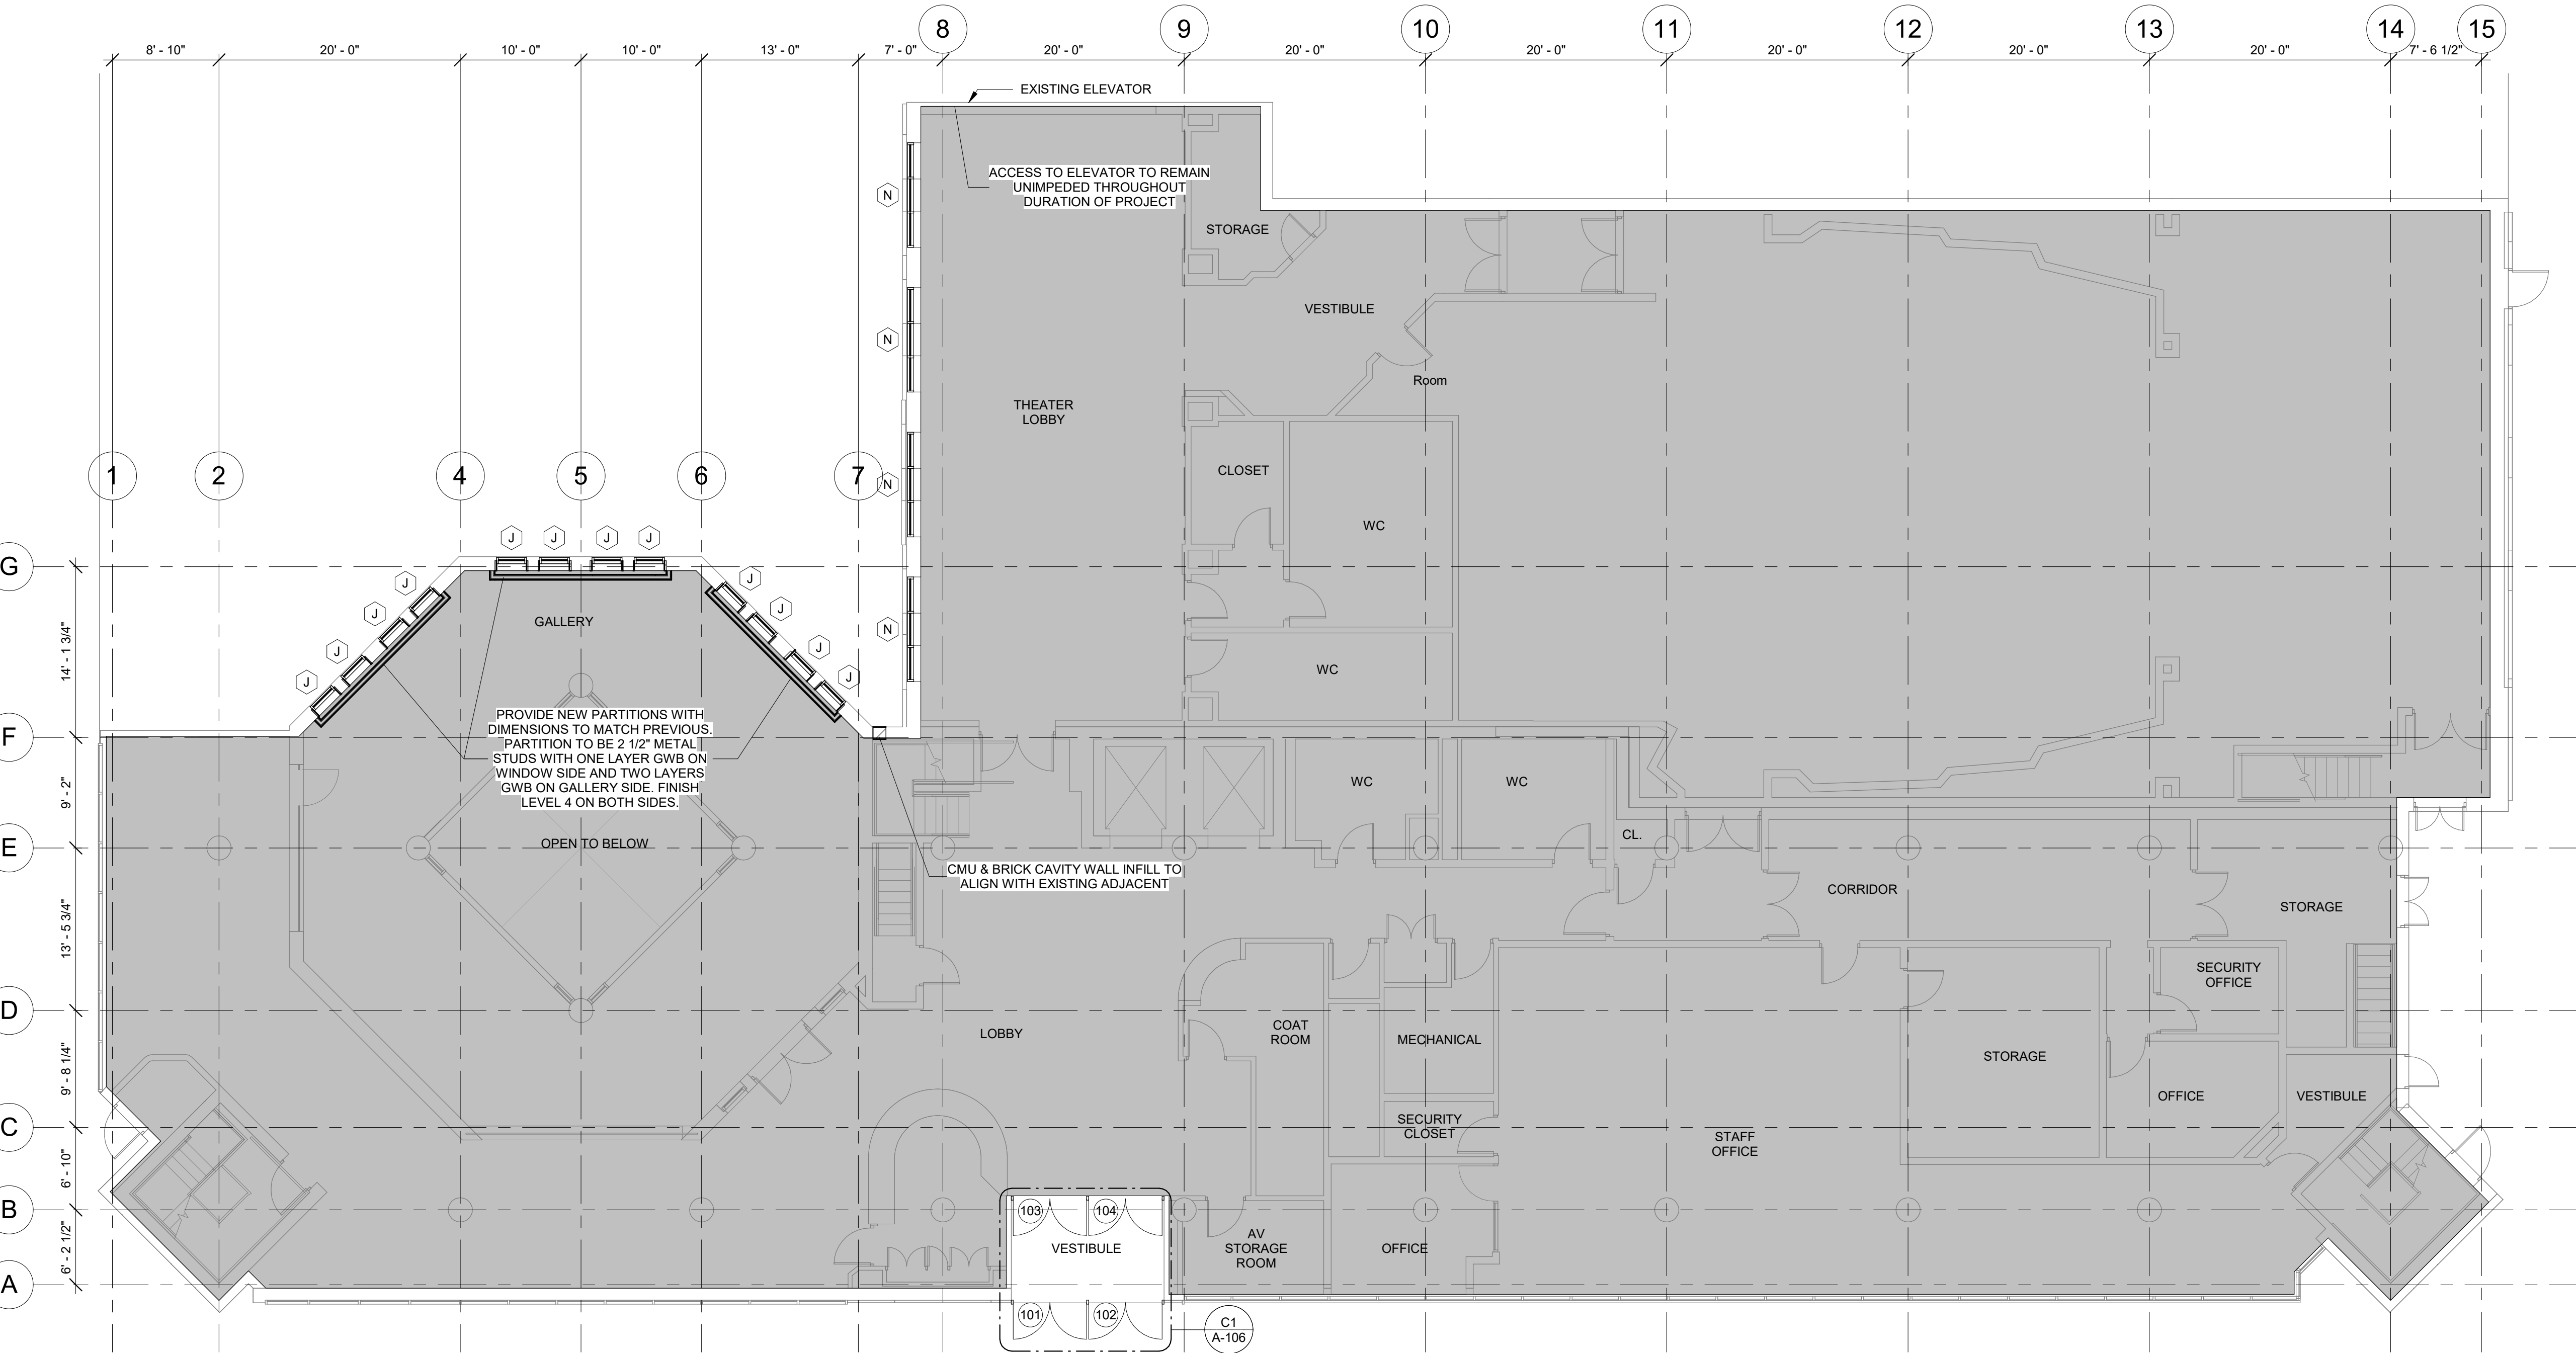 8 9 10 11 12 13 14 15
8' - 10" 20' - 0" 10' - 0" 10' - 0" 13' - 0" 7' - 0" 20' - 0" 20' - 0" 20' - 0" 20' - 0" 20' - 0" 20' - 0" 7' - 6 1/2"
EXISTING ELEVATOR
ACCESS TO ELEVATOR TO REMAIN
UNIMPEDED THROUGHOUT
DURATION OF PROJECT
N
STORAGE
VESTIBULE
N
Room
THEATER
LOBBY
1 2 4 5 6 7
N
CLOSET
WC
J J J J
G
J J
J J
J J
J J
GALLERY
N
14' - 1 3/4"
WC
PROVIDE NEW PARTITIONS WITH
DIMENSIONS TO MATCH PREVIOUS.
PARTITION TO BE 2 1/2" METAL
STUDS WITH ONE LAYER GWB ON
WINDOW SIDE AND TWO LAYERS
GWB ON GALLERY SIDE. FINISH
LEVEL 4 ON BOTH SIDES.
F
9' - 2"
WC WC
CL.
E
OPEN TO BELOW
CMU & BRICK CAVITY WALL INFILL TO
ALIGN WITH EXISTING ADJACENT
CORRIDOR
STORAGE
13' - 5 3/4"
SECURITY
OFFICE
D
LOBBY
COAT
ROOM
MECHANICAL
STORAGE
9' - 8 1/4"
OFFICE
VESTIBULE
C
SECURITY
CLOSET
STAFF
OFFICE
6' - 10"
B
103 104
VESTIBULE
AV
STORAGE
ROOM
OFFICE
6' - 2 1/2"
A
101 102
C1
A-106